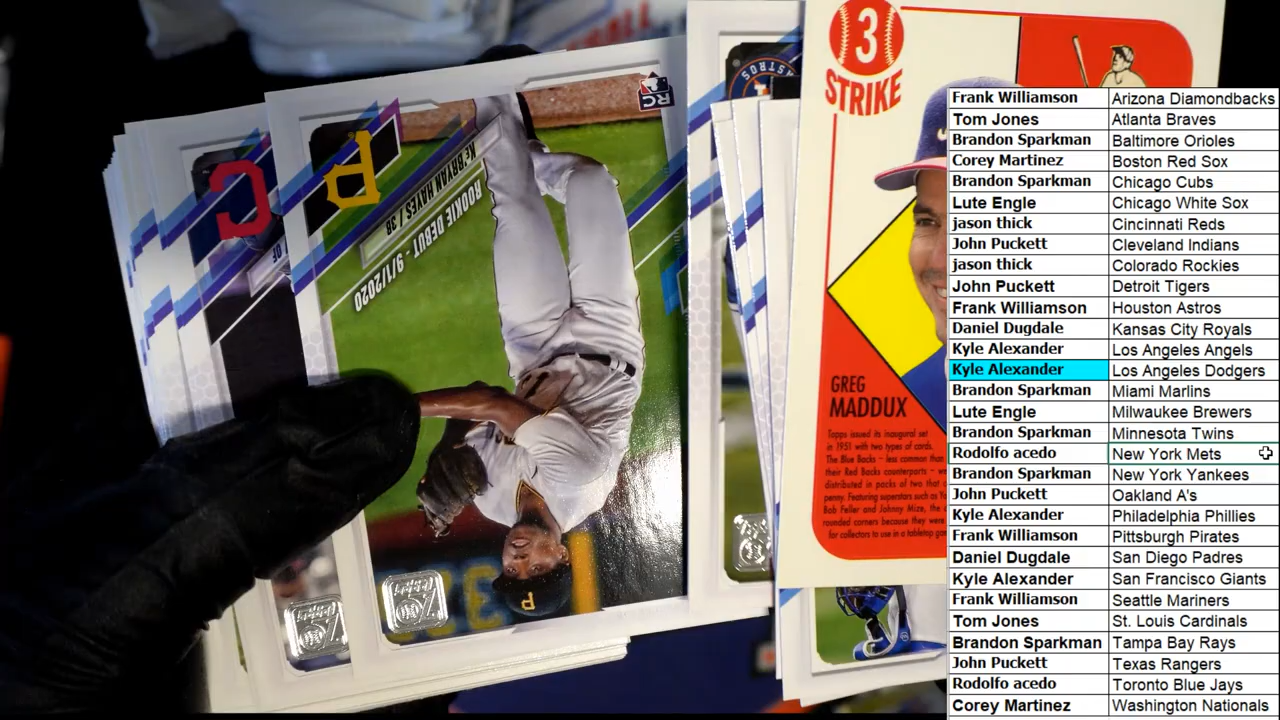 3
STRIKE
ASTROS
RC
P
C
OF
KE'BRYAN HAYES / 3B
ROOKIE DEBUT - 9/1/2020
P
GREG
MADDUX
Topps issued its inaugural set
in 1951 with two types of cards.
The Blue Backs – less common than
their Red Backs counterparts – we
distributed in packs of two that
penny. Featuring superstars such as
Bob Feller and Johnny Mize, the
rounded corners because they were
for collectors to use in a tabletop
Frank Williamson Arizona Diamondbacks
Tom Jones Atlanta Braves
Brandon Sparkman Baltimore Orioles
Corey Martinez Boston Red Sox
Brandon Sparkman Chicago Cubs
Lute Engle Chicago White Sox
jason thick Cincinnati Reds
John Puckett Cleveland Indians
jason thick Colorado Rockies
John Puckett Detroit Tigers
Frank Williamson Houston Astros
Daniel Dugdale Kansas City Royals
Kyle Alexander Los Angeles Angels
Kyle Alexander Los Angeles Dodgers
Brandon Sparkman Miami Marlins
Lute Engle Milwaukee Brewers
Brandon Sparkman Minnesota Twins
Rodolfo acedo New York Mets
Brandon Sparkman New York Yankees
John Puckett Oakland A's
Kyle Alexander Philadelphia Phillies
Frank Williamson Pittsburgh Pirates
Daniel Dugdale San Diego Padres
Kyle Alexander San Francisco Giants
Frank Williamson Seattle Mariners
Tom Jones St. Louis Cardinals
Brandon Sparkman Tampa Bay Rays
John Puckett Texas Rangers
Rodolfo acedo Toronto Blue Jays
Corey Martinez Washington Nationals